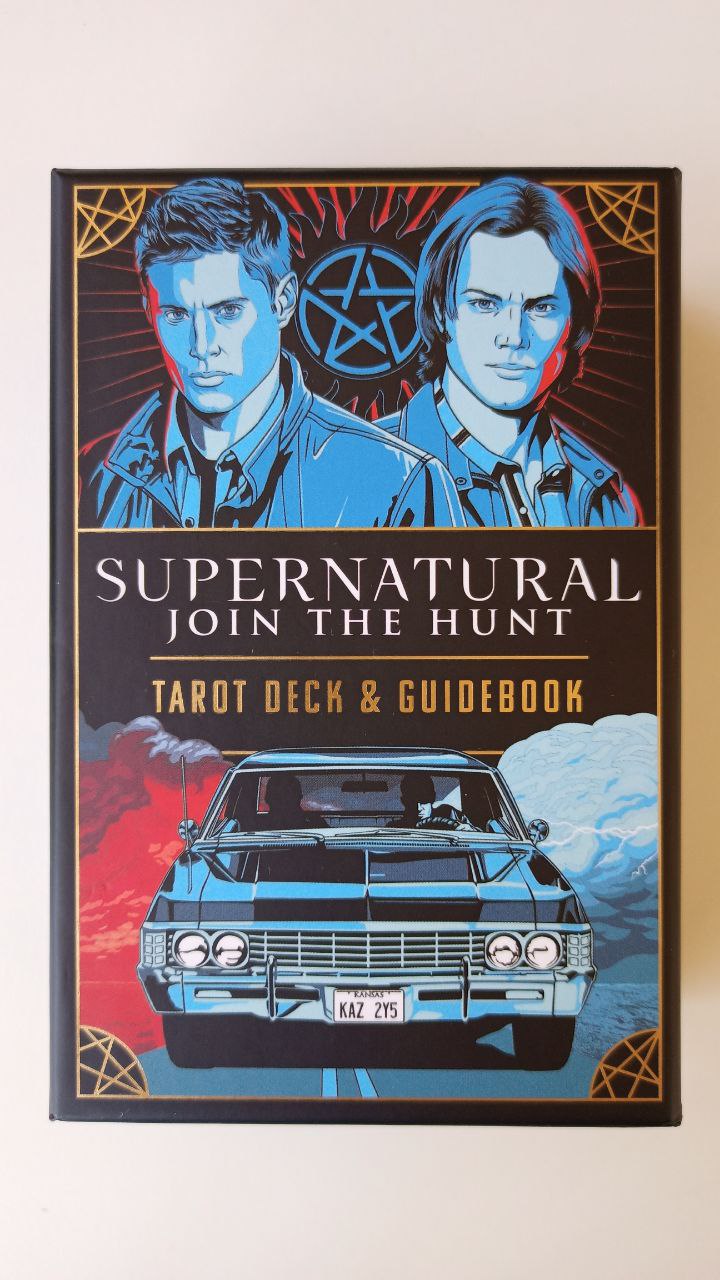 SUPERNATURAL
JOIN THE HUNT
TAROT DECK & GUIDEBOOK
KANSAS
KAZ 2Y5